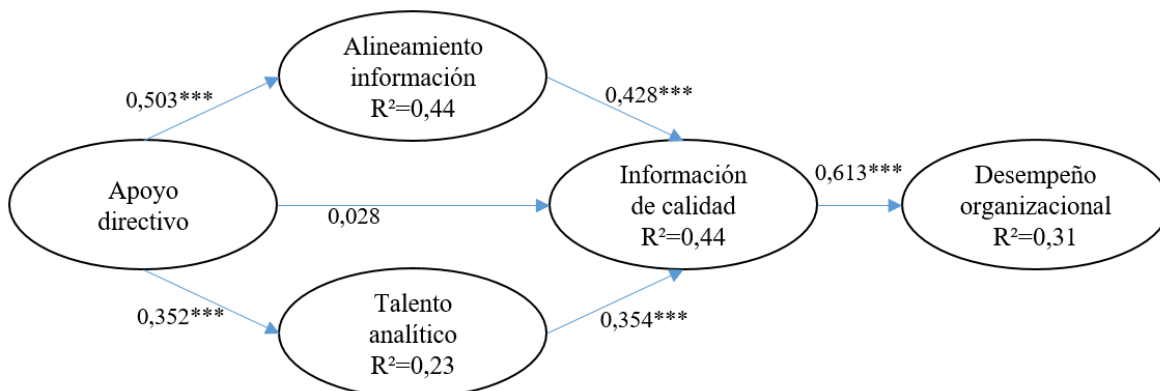 Alineamiento
información
R²=0,44
0,503***
0,428***
Apoyo
directivo
0,028
Información
de calidad
R²=0,44
0,613***
Desempeño
organizacional
R²=0,31
0,352***
Talento
analítico
R²=0,23
0,354***